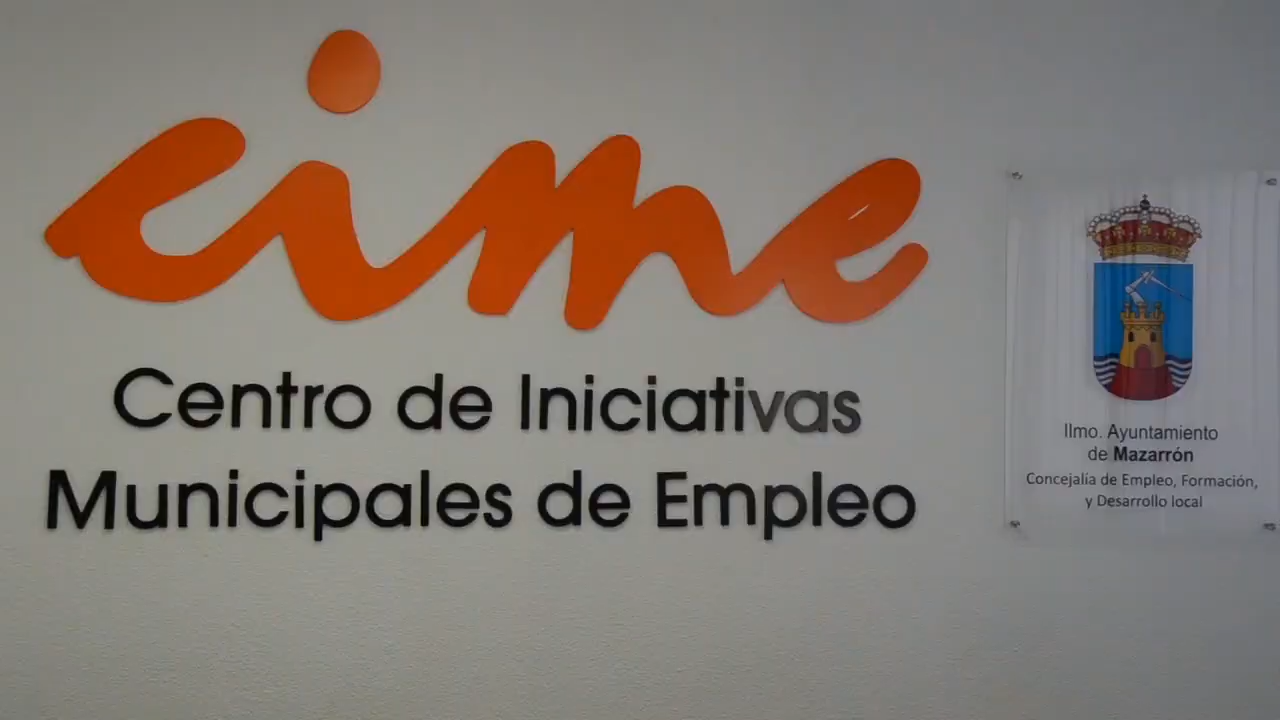 cime
Centro de Iniciativas
Municipales de Empleo
Ilmo. Ayuntamiento
de Mazarrón
Concejalía de Empleo, Formación,
y Desarrollo local